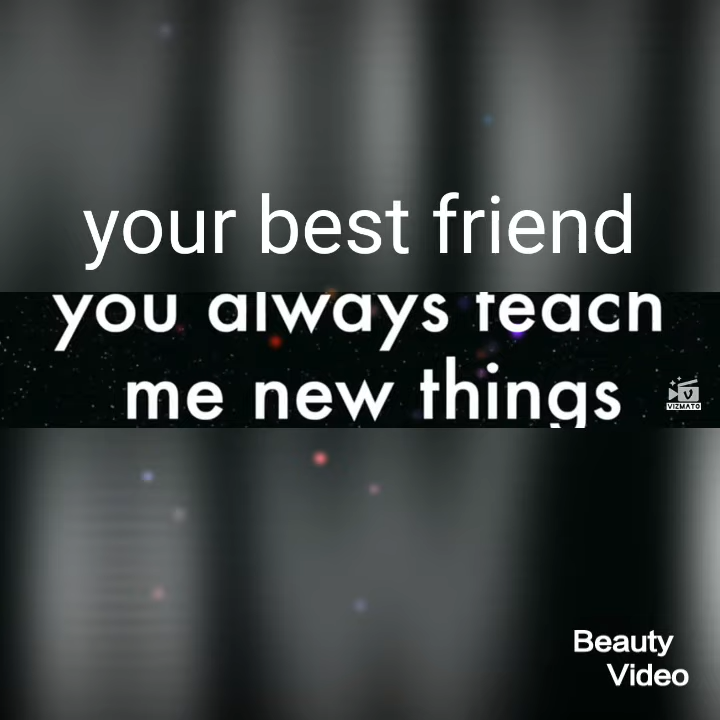 your best friend
you always teach
me new things
VIZMATO
Beauty
Video